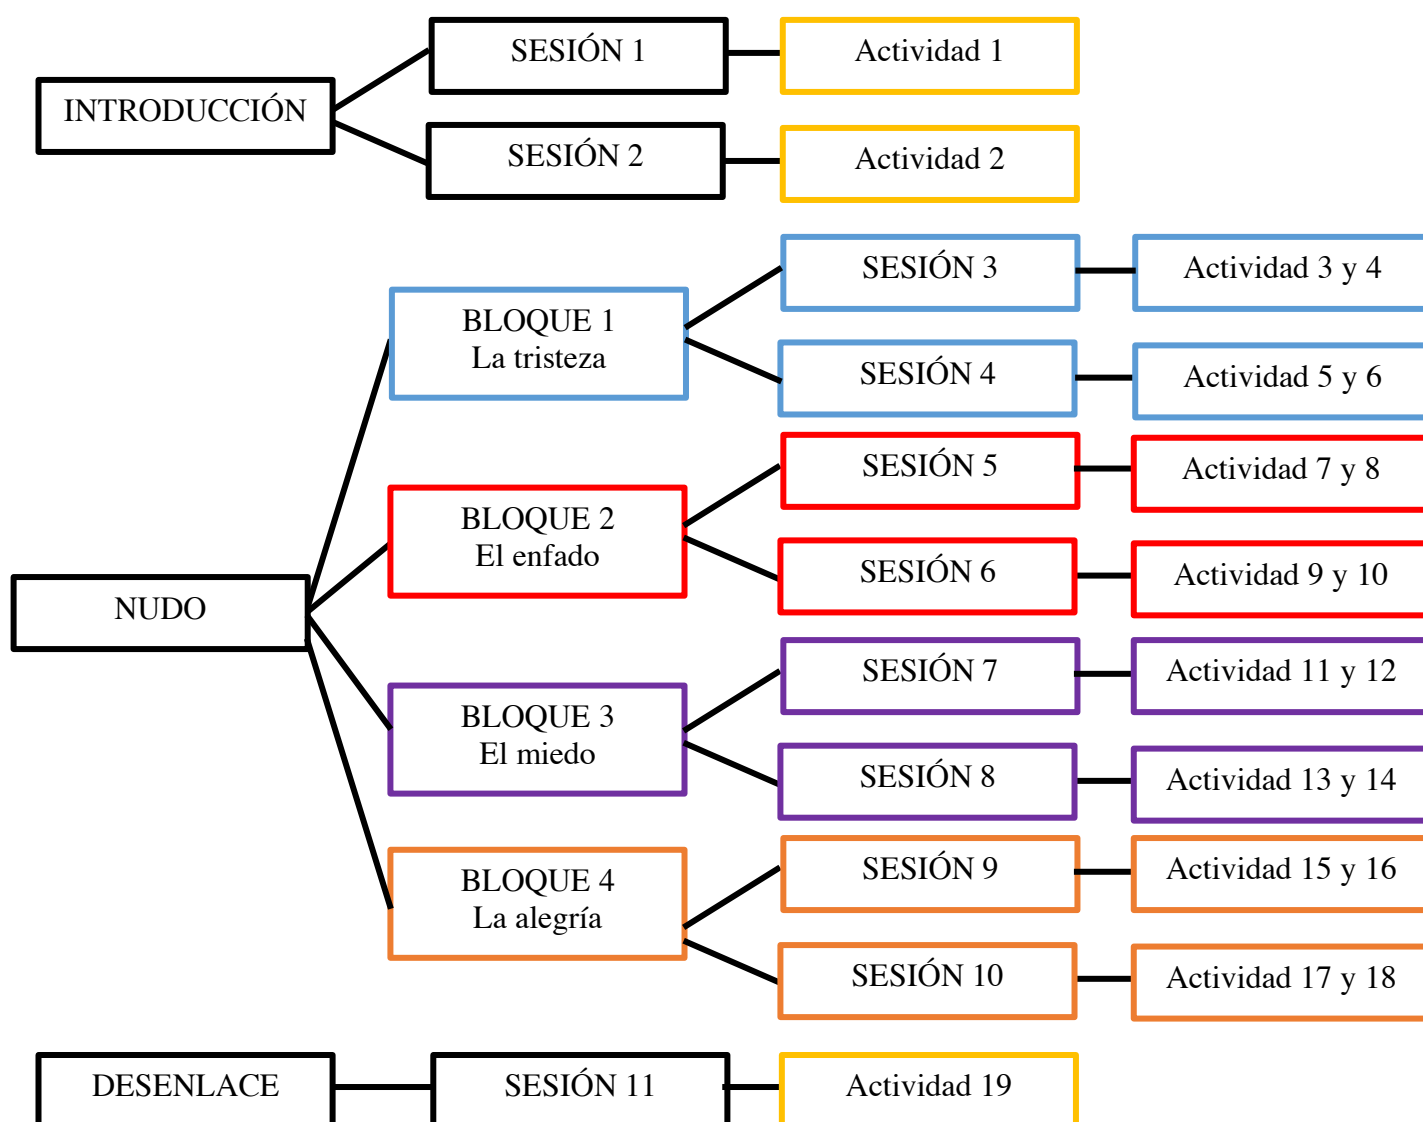 SESIÓN 1
Actividad 1
INTRODUCCIÓN
SESIÓN 2
Actividad 2
SESIÓN 3
Actividad 3 y 4
BLOQUE 1
La tristeza
SESIÓN 4
Actividad 5 y 6
SESIÓN 5
Actividad 7 y 8
BLOQUE 2
El enfado
SESIÓN 6
Actividad 9 y 10
NUDO
SESIÓN 7
Actividad 11 y 12
BLOQUE 3
El miedo
SESIÓN 8
Actividad 13 y 14
SESIÓN 9
Actividad 15 y 16
BLOQUE 4
La alegría
SESIÓN 10
Actividad 17 y 18
DESENLACE
SESIÓN 11
Actividad 19